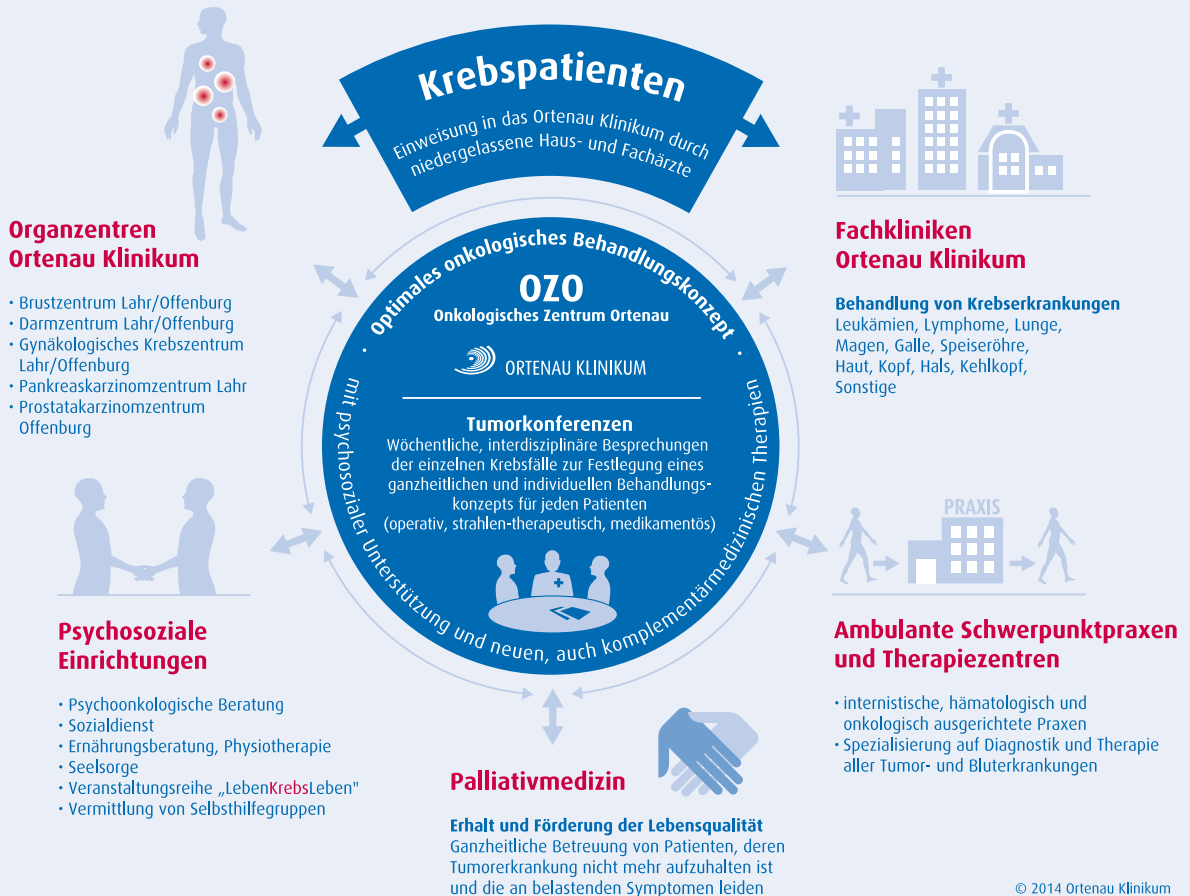 Krebspatienten
Einweisung in das Ortenau Klinikum durch
niedergelassene Haus- und Fachärzte
Organzentren
Ortenau Klinikum
· Brustzentrum Lahr/Offenburg
· Darmzentrum Lahr/Offenburg
· Gynäkologisches Krebszentrum
Lahr/Offenburg
· Pankreaskarzinomzentrum Lahr
· Prostatakarzinomzentrum
Offenburg
Fachkliniken
Ortenau Klinikum
Behandlung von Krebserkrankungen
Leukämien, Lymphome, Lunge,
Magen, Galle, Speiseröhre,
Haut, Kopf, Hals, Kehlkopf,
Sonstige
· Optimales onkologisches Behandlungskonzept ·
mit psychosozialer Unterstützung und neuen, auch komplementärmedizinischen Therapien
OZO
Onkologisches Zentrum Ortenau
ORTENAU KLINIKUM
Tumorkonferenzen
Wöchentliche, interdisziplinäre Besprechungen
der einzelnen Krebsfälle zur Festlegung eines
ganzheitlichen und individuellen Behandlungs-
konzepts für jeden Patienten
(operativ, strahlen-therapeutisch, medikamentös)
Psychosoziale
Einrichtungen
· Psychoonkologische Beratung
· Sozialdienst
· Ernährungsberatung, Physiotherapie
· Seelsorge
· Veranstaltungsreihe „LebenKrebsLeben"
· Vermittlung von Selbsthilfegruppen
Palliativmedizin
Erhalt und Förderung der Lebensqualität
Ganzheitliche Betreuung von Patienten, deren
Tumorerkrankung nicht mehr aufzuhalten ist
und die an belastenden Symptomen leiden
PRAXIS
Ambulante Schwerpunktpraxen
und Therapiezentren
· internistische, hämatologisch und
onkologisch ausgerichtete Praxen
· Spezialisierung auf Diagnostik und Therapie
aller Tumor- und Bluterkrankungen
© 2014 Ortenau Klinikum